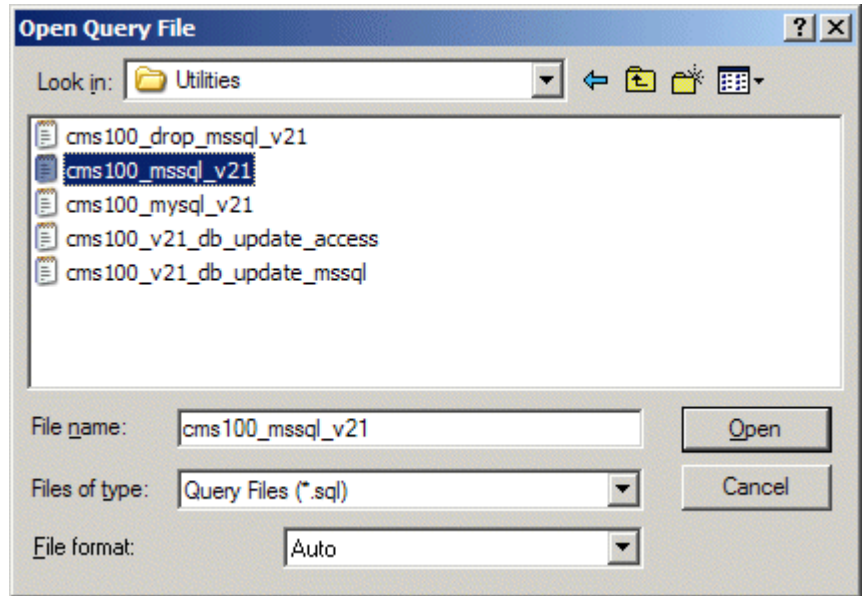 Open Query File
Look in: Utilities
cms100_drop_mssql_v21
cms100_mssql_v21
cms100_mysql_v21
cms100_v21_db_update_access
cms100_v21_db_update_mssql
File name: cms100_mssql_v21 Open
Files of type: Query Files (*.sql) Cancel
File format: Auto